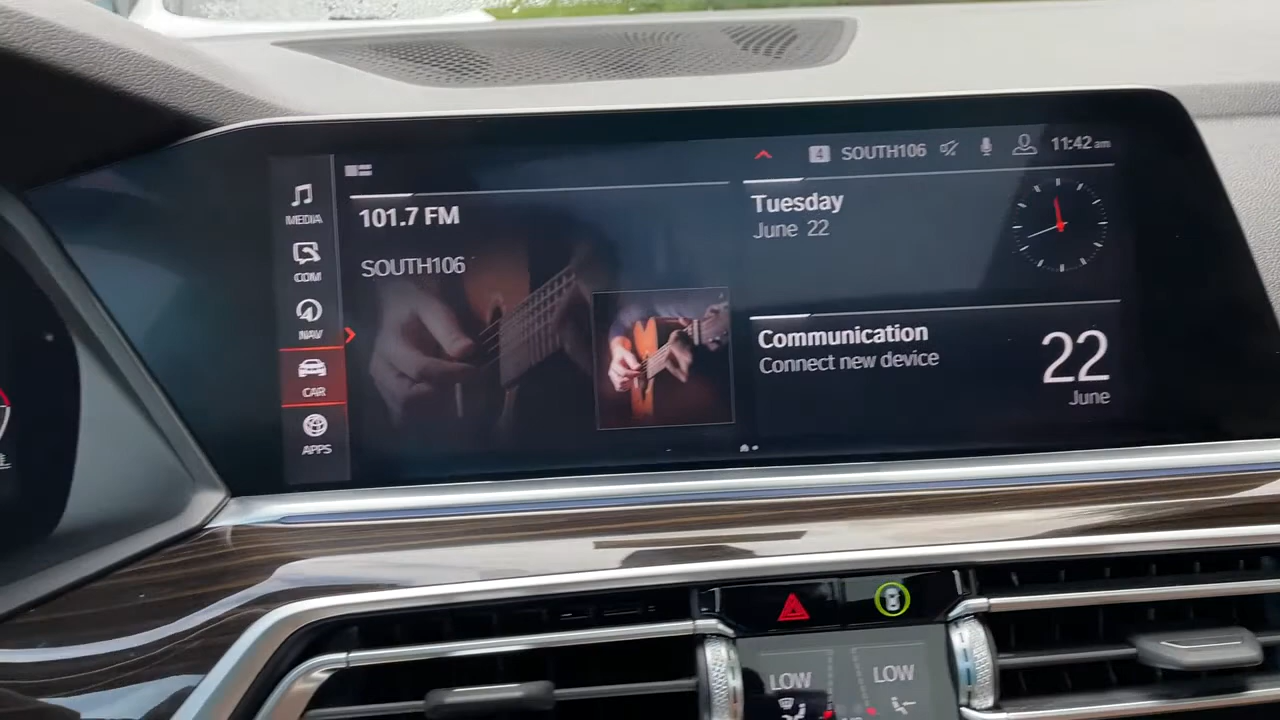 4 SOUTH106 11:42 am
MEDIA
COM
NAV
CAR
APPS
101.7 FM
SOUTH106
Tuesday
June 22
Communication
Connect new device
22
June
LOW LOW